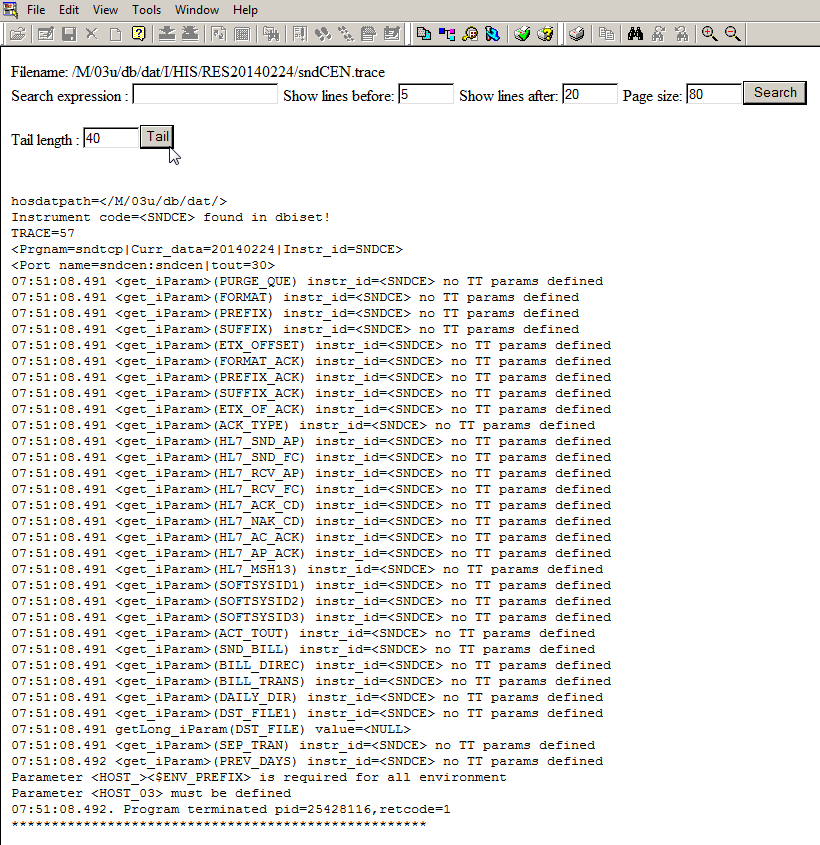 File Edit View Tools Window Help
Filename: /M/03u/db/dat/I/HIS/RES20140224/sndCEN.trace
Search expression : Show lines before: 5 Show lines after: 20 Page size: 80 Search
Tail length : 40 Tail
hosdatpath=</M/03u/db/dat/>
Instrument code=<SNDCE> found in dbiset!
TRACE=57
<Prgnam=sndtcp|Curr_data=20140224|Instr_id=SNDCE>
<Port name=sndcen:sndcen|tout=30>
07:51:08.491 <get_iParam>(PURGE_QUE) instr_id=<SNDCE> no TT params defined
07:51:08.491 <get_iParam>(FORMAT) instr_id=<SNDCE> no TT params defined
07:51:08.491 <get_iParam>(PREFIX) instr_id=<SNDCE> no TT params defined
07:51:08.491 <get_iParam>(SUFFIX) instr_id=<SNDCE> no TT params defined
07:51:08.491 <get_iParam>(ETX_OFFSET) instr_id=<SNDCE> no TT params defined
07:51:08.491 <get_iParam>(FORMAT_ACK) instr_id=<SNDCE> no TT params defined
07:51:08.491 <get_iParam>(PREFIX_ACK) instr_id=<SNDCE> no TT params defined
07:51:08.491 <get_iParam>(SUFFIX_ACK) instr_id=<SNDCE> no TT params defined
07:51:08.491 <get_iParam>(ETX_OF_ACK) instr_id=<SNDCE> no TT params defined
07:51:08.491 <get_iParam>(ACK_TYPE) instr_id=<SNDCE> no TT params defined
07:51:08.491 <get_iParam>(HL7_SND_AP) instr_id=<SNDCE> no TT params defined
07:51:08.491 <get_iParam>(HL7_SND_FC) instr_id=<SNDCE> no TT params defined
07:51:08.491 <get_iParam>(HL7_RCV_AP) instr_id=<SNDCE> no TT params defined
07:51:08.491 <get_iParam>(HL7_RCV_FC) instr_id=<SNDCE> no TT params defined
07:51:08.491 <get_iParam>(HL7_ACK_CD) instr_id=<SNDCE> no TT params defined
07:51:08.491 <get_iParam>(HL7_NAK_CD) instr_id=<SNDCE> no TT params defined
07:51:08.491 <get_iParam>(HL7_AC_ACK) instr_id=<SNDCE> no TT params defined
07:51:08.491 <get_iParam>(HL7_AP_ACK) instr_id=<SNDCE> no TT params defined
07:51:08.491 <get_iParam>(HL7_MSH13) instr_id=<SNDCE> no TT params defined
07:51:08.491 <get_iParam>(SOFTSYSID1) instr_id=<SNDCE> no TT params defined
07:51:08.491 <get_iParam>(SOFTSYSID2) instr_id=<SNDCE> no TT params defined
07:51:08.491 <get_iParam>(SOFTSYSID3) instr_id=<SNDCE> no TT params defined
07:51:08.491 <get_iParam>(ACT_TOUT) instr_id=<SNDCE> no TT params defined
07:51:08.491 <get_iParam>(SND_BILL) instr_id=<SNDCE> no TT params defined
07:51:08.491 <get_iParam>(BILL_DIREC) instr_id=<SNDCE> no TT params defined
07:51:08.491 <get_iParam>(BILL_TRANS) instr_id=<SNDCE> no TT params defined
07:51:08.491 <get_iParam>(DAILY_DIR) instr_id=<SNDCE> no TT params defined
07:51:08.491 <get_iParam>(DST_FILE1) instr_id=<SNDCE> no TT params defined
07:51:08.491 getLong_iParam(DST_FILE) value=<NULL>
07:51:08.491 <get_iParam>(SEP_TRAN) instr_id=<SNDCE> no TT params defined
07:51:08.492 <get_iParam>(PREV_DAYS) instr_id=<SNDCE> no TT params defined
Parameter <HOST_><$ENV_PREFIX> is required for all environment
Parameter <HOST_03> must be defined
07:51:08.492. Program terminated pid=25428116,retcode=1
****************************************************